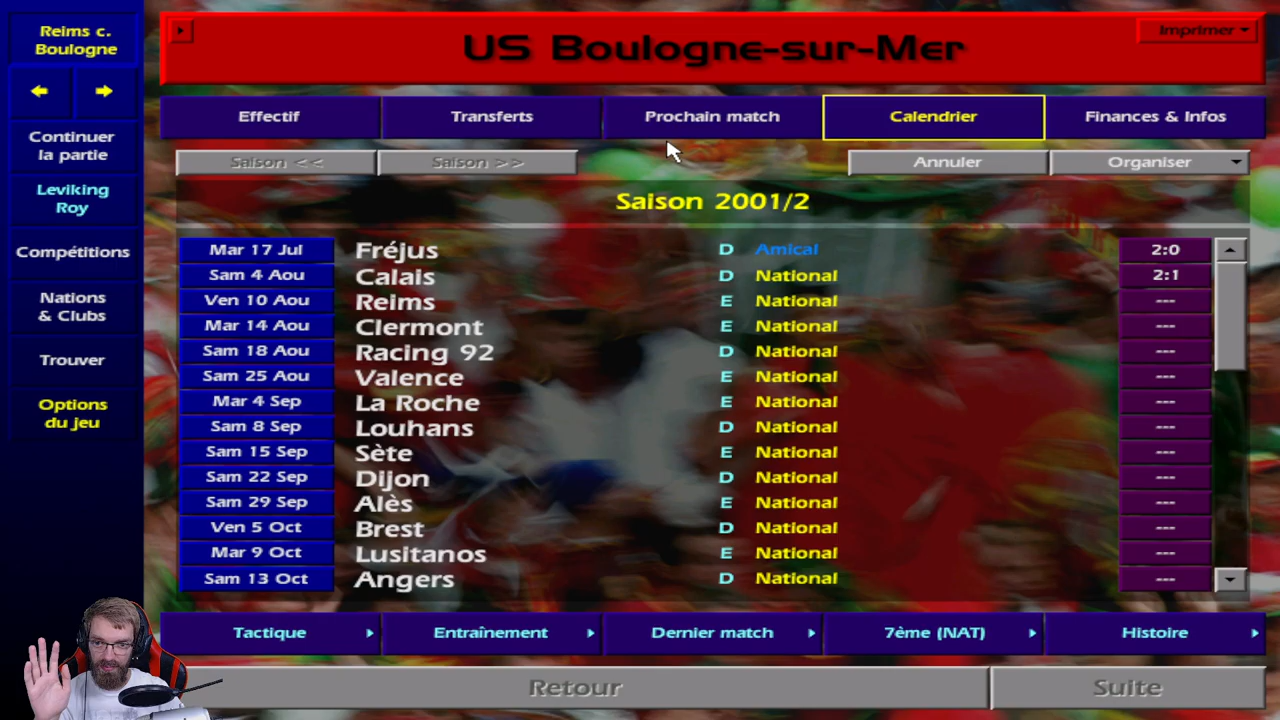 Reims c.
Boulogne
Continuer
la partie
Leviking
Roy
Compétitions
Nations
& Clubs
Trouver
Options
du Jeu
US Boulogne-sur-Mer
Imprimer
Effectif
Transferts
Prochain match
Calendrier
Finances & Infos
Saison <<
Saison >>
Annuler
Organiser
Saison 2001/2
Mar 17 Jul Fréjus D Amical 2:0
Sam 4 Aou Calais D National 2:1
Ven 10 Aou Reims E National ---
Mar 14 Aou Clermont E National ---
Sam 18 Aou Racing 92 D National ---
Sam 25 Aou Valence E National ---
Mar 4 Sep La Roche E National ---
Sam 8 Sep Louhans D National ---
Sam 15 Sep Sète E National ---
Sam 22 Sep Dijon D National ---
Sam 29 Sep Alès E National ---
Ven 5 Oct Brest D National ---
Mar 9 Oct Lusitanos E National ---
Sam 13 Oct Angers D National ---
Tactique
Entraînement
Dernier match
7ème (NAT)
Histoire
Retour
Suite